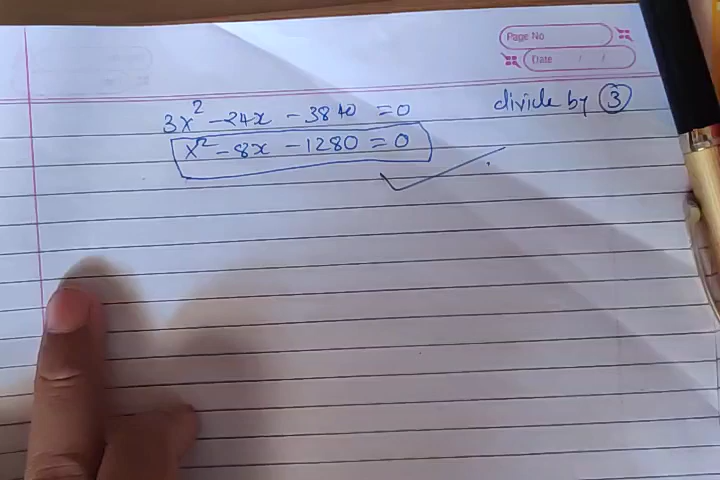 Page No
Date / /
3x² - 24x - 3840 = 0 divide by ③
x² - 8x - 1280 = 0